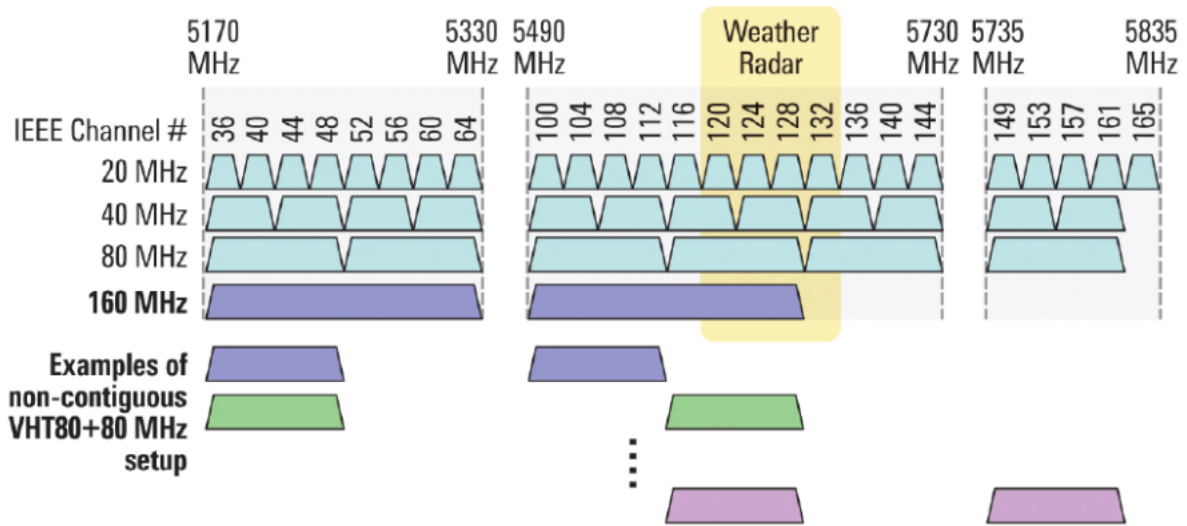 5170 MHz
5330 MHz
5490 MHz
Weather Radar
5730 MHz
5735 MHz
5835 MHz
IEEE Channel # 36 40 44 48 52 56 60 64 100 104 108 112 116 120 124 128 132 136 140 144 149 153 157 161 165
20 MHz
40 MHz
80 MHz
160 MHz
Examples of
non-contiguous
VHT80+80 MHz
setup